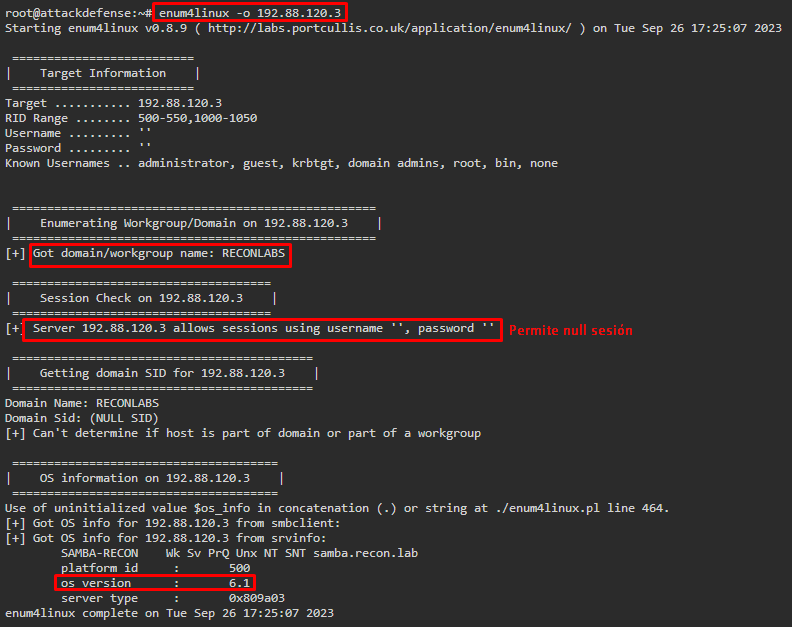 root@attackdefense:~# enum4linux -o 192.88.120.3
Starting enum4linux v0.8.9 ( http://labs.portcullis.co.uk/application/enum4linux/ ) on Tue Sep 26 17:25:07 2023
==========================
|    Target Information    |
==========================
Target ........... 192.88.120.3
RID Range ........ 500-550,1000-1050
Username ......... ''
Password ......... ''
Known Usernames .. administrator, guest, krbtgt, domain admins, root, bin, none
====================================================
|    Enumerating Workgroup/Domain on 192.88.120.3    |
====================================================
[+] Got domain/workgroup name: RECONLABS
=====================================
|    Session Check on 192.88.120.3    |
=====================================
[+] Server 192.88.120.3 allows sessions using username '', password '' Permite null sesión
===========================================
|    Getting domain SID for 192.88.120.3    |
===========================================
Domain Name: RECONLABS
Domain Sid: (NULL SID)
[+] Can't determine if host is part of domain or part of a workgroup
======================================
|    OS information on 192.88.120.3    |
======================================
Use of uninitialized value $os_info in concatenation (.) or string at ./enum4linux.pl line 464.
[+] Got OS info for 192.88.120.3 from smbclient:
[+] Got OS info for 192.88.120.3 from srvinfo:
SAMBA-RECON    Wk Sv PrQ Unx NT SNT samba.recon.lab
platform_id     :       500
os version      :       6.1
server type     :       0x809a03
enum4linux complete on Tue Sep 26 17:25:07 2023